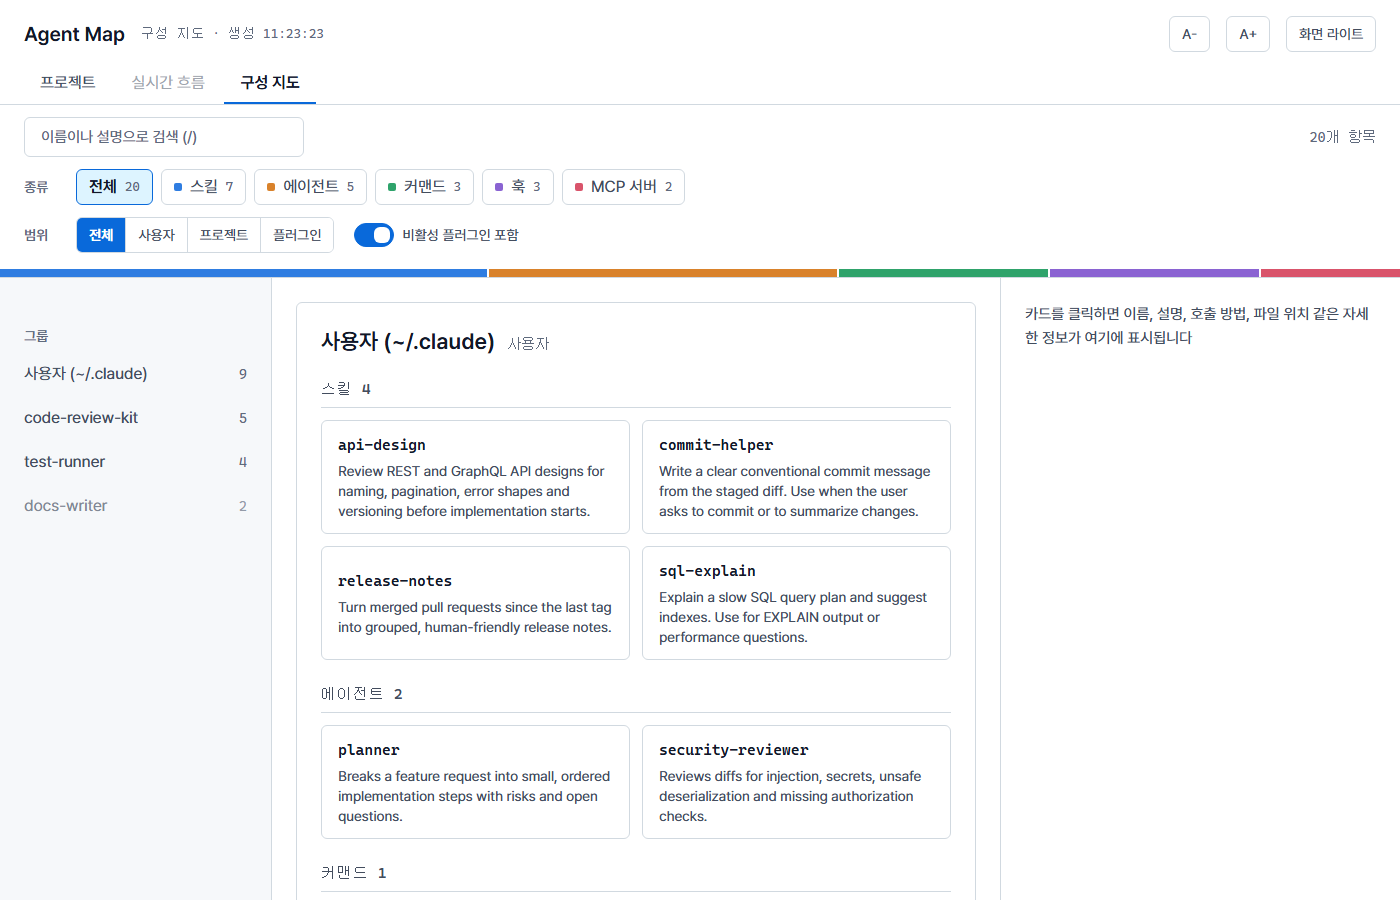 Agent Map 구성 지도 · 생성 11:23:23
A- A+ 화면 라이트
프로젝트 실시간 흐름 구성 지도
이름이나 설명으로 검색 (/)
20개 항목
종류 전체 20 스킬 7 에이전트 5 커맨드 3 훅 3 MCP 서버 2
범위 전체 사용자 프로젝트 플러그인 비활성 플러그인 포함
그룹
사용자 (~/.claude) 9
code-review-kit 5
test-runner 4
docs-writer 2
사용자 (~/.claude) 사용자
스킬 4
api-design
Review REST and GraphQL API designs for
naming, pagination, error shapes and
versioning before implementation starts.
commit-helper
Write a clear conventional commit message
from the staged diff. Use when the user
asks to commit or to summarize changes.
release-notes
Turn merged pull requests since the last tag
into grouped, human-friendly release notes.
sql-explain
Explain a slow SQL query plan and suggest
indexes. Use for EXPLAIN output or
performance questions.
에이전트 2
planner
Breaks a feature request into small, ordered
implementation steps with risks and open
questions.
security-reviewer
Reviews diffs for injection, secrets, unsafe
deserialization and missing authorization
checks.
커맨드 1
카드를 클릭하면 이름, 설명, 호출 방법, 파일 위치 같은 자세
한 정보가 여기에 표시됩니다